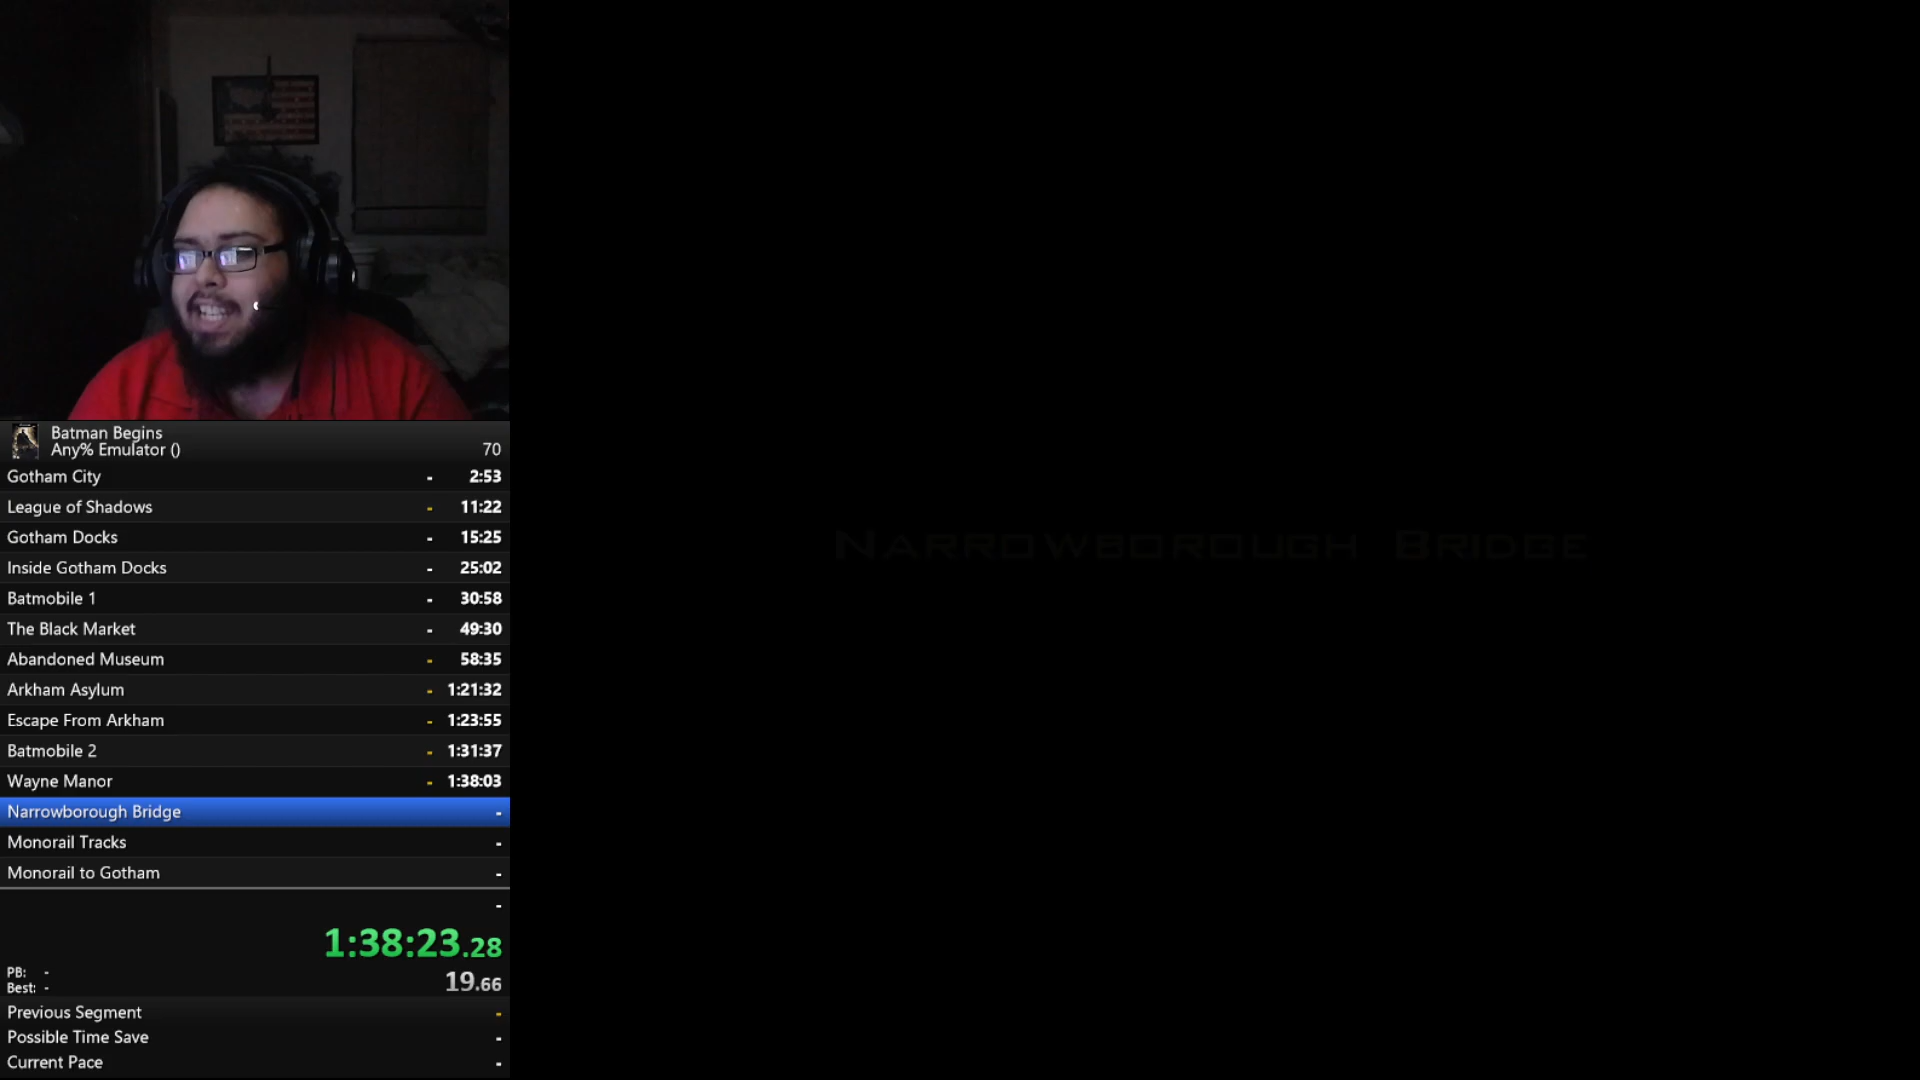 Batman Begins
Any% Emulator () 70
Gotham City - 2:53
League of Shadows - 11:22
Gotham Docks - 15:25
Inside Gotham Docks - 25:02
Batmobile 1 - 30:58
The Black Market - 49:30
Abandoned Museum - 58:35
Arkham Asylum - 1:21:32
Escape From Arkham - 1:23:55
Batmobile 2 - 1:31:37
Wayne Manor - 1:38:03
Narrowborough Bridge -
Monorail Tracks -
Monorail to Gotham -
-
1:38:23.28
PB: -
Best: -
19.66
Previous Segment -
Possible Time Save -
Current Pace -
Narrowborough Bridge